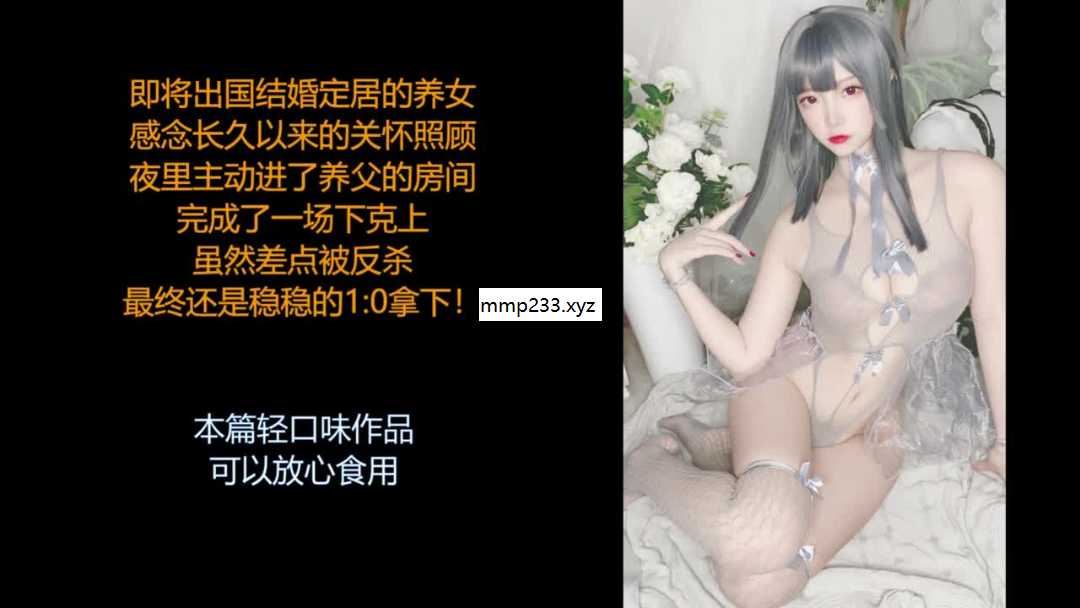 即将出国结婚定居的养女
感念长久以来的关怀照顾
夜里主动进了养父的房间
完成了一场下克上
虽然差点被反杀
最终还是稳稳的1:0拿下！
mmp233.xyz
本篇轻口味作品
可以放心食用